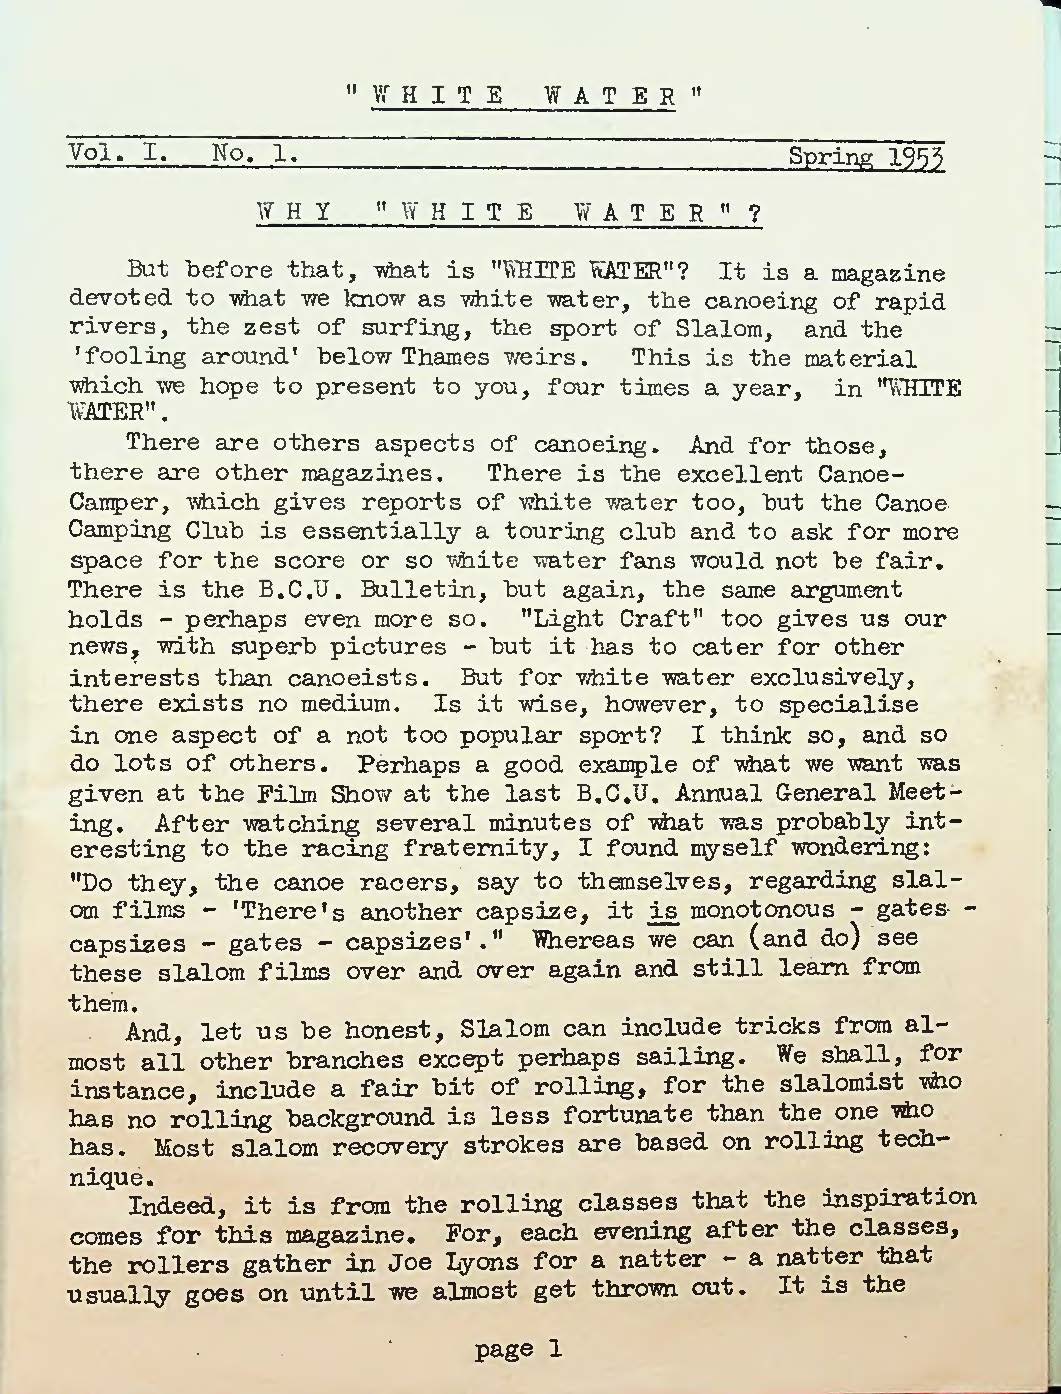 "WHITE WATER"
Vol. I. No. 1. Spring 1953
WHY "WHITE WATER"?
But before that, what is "WHITE WATER"? It is a magazine
devoted to what we know as white water, the canoeing of rapid
rivers, the zest of surfing, the sport of Slalom, and the
'fooling around' below Thames weirs. This is the material
which we hope to present to you, four times a year, in "WHITE
WATER".
There are others aspects of canoeing. And for those,
there are other magazines. There is the excellent Canoe-
Camper, which gives reports of white water too, but the Canoe
Camping Club is essentially a touring club and to ask for more
space for the score or so white water fans would not be fair.
There is the B.C.U. Bulletin, but again, the same argument
holds - perhaps even more so. "Light Craft" too gives us our
news, with superb pictures - but it has to cater for other
interests than canoeists. But for white water exclusively,
there exists no medium. Is it wise, however, to specialise
in one aspect of a not too popular sport? I think so, and so
do lots of others. Perhaps a good example of what we want was
given at the Film Show at the last B.C.U. Annual General Meet-
ing. After watching several minutes of what was probably int-
eresting to the racing fraternity, I found myself wondering:
"Do they, the canoe racers, say to themselves, regarding slal-
om films - 'There's another capsize, it is monotonous - gates -
capsizes - gates - capsizes'." Whereas we can (and do) see
these slalom films over and over again and still learn from
them.
And, let us be honest, Slalom can include tricks from al-
most all other branches except perhaps sailing. We shall, for
instance, include a fair bit of rolling, for the slalomist who
has no rolling background is less fortunate than the one who
has. Most slalom recovery strokes are based on rolling tech-
nique.
Indeed, it is from the rolling classes that the inspiration
comes for this magazine. For, each evening after the classes,
the rollers gather in Joe Lyons for a natter - a natter that
usually goes on until we almost get thrown out. It is the
page 1